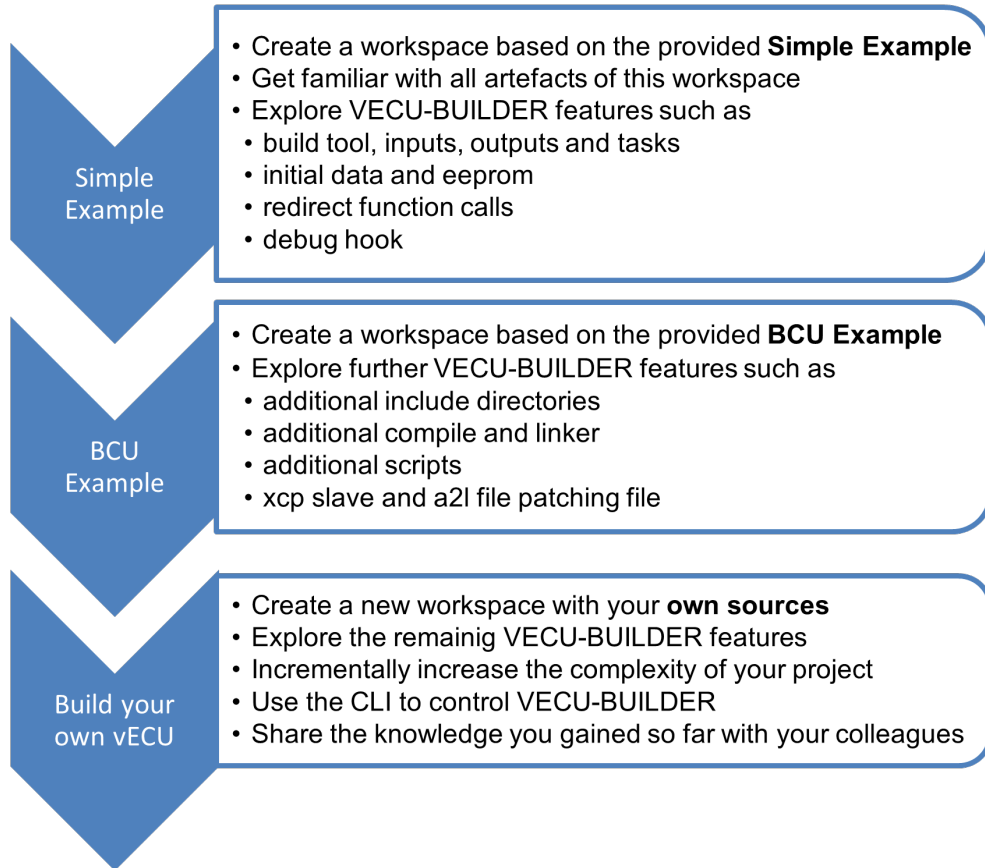 Simple
Example
• Create a workspace based on the provided Simple Example
• Get familiar with all artefacts of this workspace
• Explore VECU-BUILDER features such as
• build tool, inputs, outputs and tasks
• initial data and eeprom
• redirect function calls
• debug hook
BCU
Example
• Create a workspace based on the provided BCU Example
• Explore further VECU-BUILDER features such as
• additional include directories
• additional compile and linker
• additional scripts
• xcp slave and a2l file patching file
Build your
own vECU
• Create a new workspace with your own sources
• Explore the remainig VECU-BUILDER features
• Incrementally increase the complexity of your project
• Use the CLI to control VECU-BUILDER
• Share the knowledge you gained so far with your colleagues